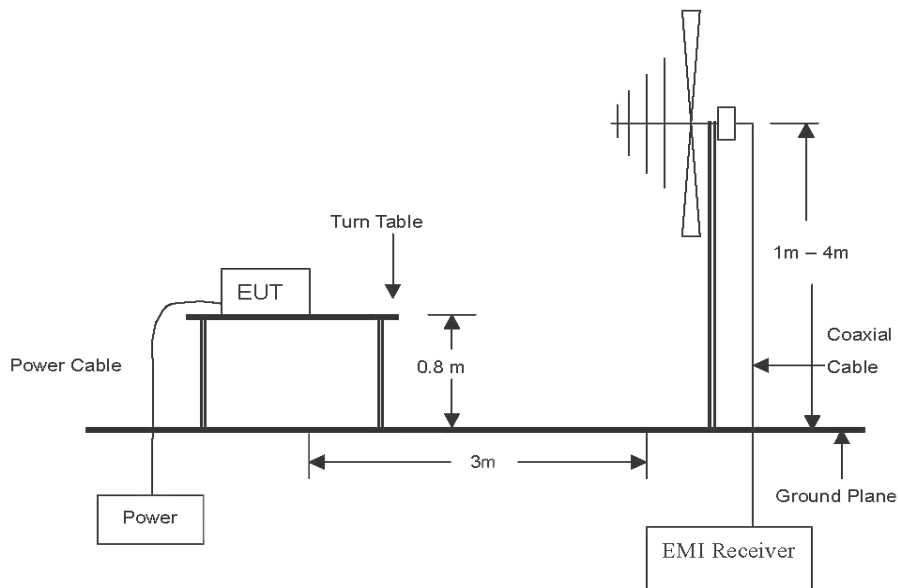 Turn Table
1m – 4m
EUT
Power Cable
0.8 m
Coaxial
Cable
3m
Ground Plane
Power
EMI Receiver